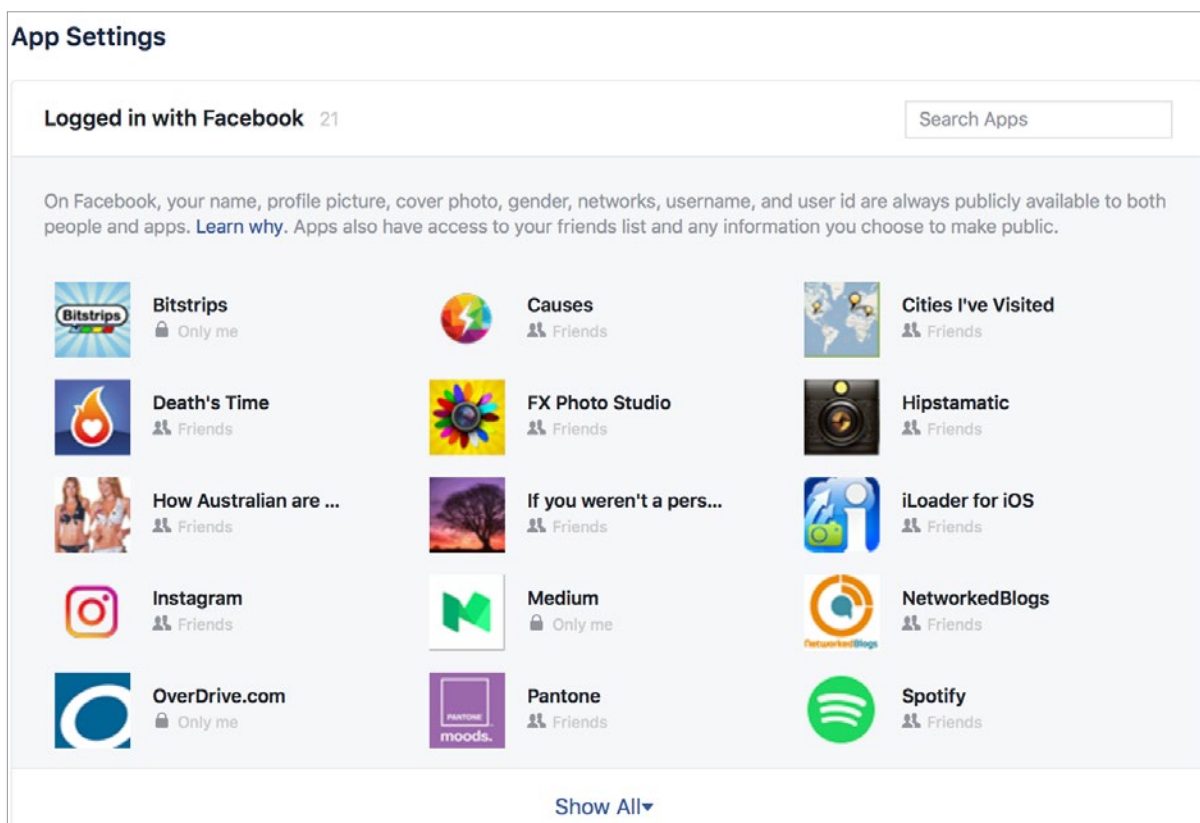 App Settings
Logged in with Facebook 21
Search Apps
On Facebook, your name, profile picture, cover photo, gender, networks, username, and user id are always publicly available to both
people and apps. Learn why. Apps also have access to your friends list and any information you choose to make public.
Bitstrips
Bitstrips
Only me
Causes
Friends
Cities I've Visited
Friends
Death's Time
Friends
FX Photo Studio
Friends
Hipstamatic
Friends
How Australian are ...
Friends
If you weren't a pers...
Friends
iLoader for iOS
Friends
Instagram
Friends
Medium
Only me
NetworkedBlogs
NetworkedBlogs
Friends
OverDrive.com
Only me
PANTONE
moods.
Pantone
Friends
Spotify
Friends
Show All